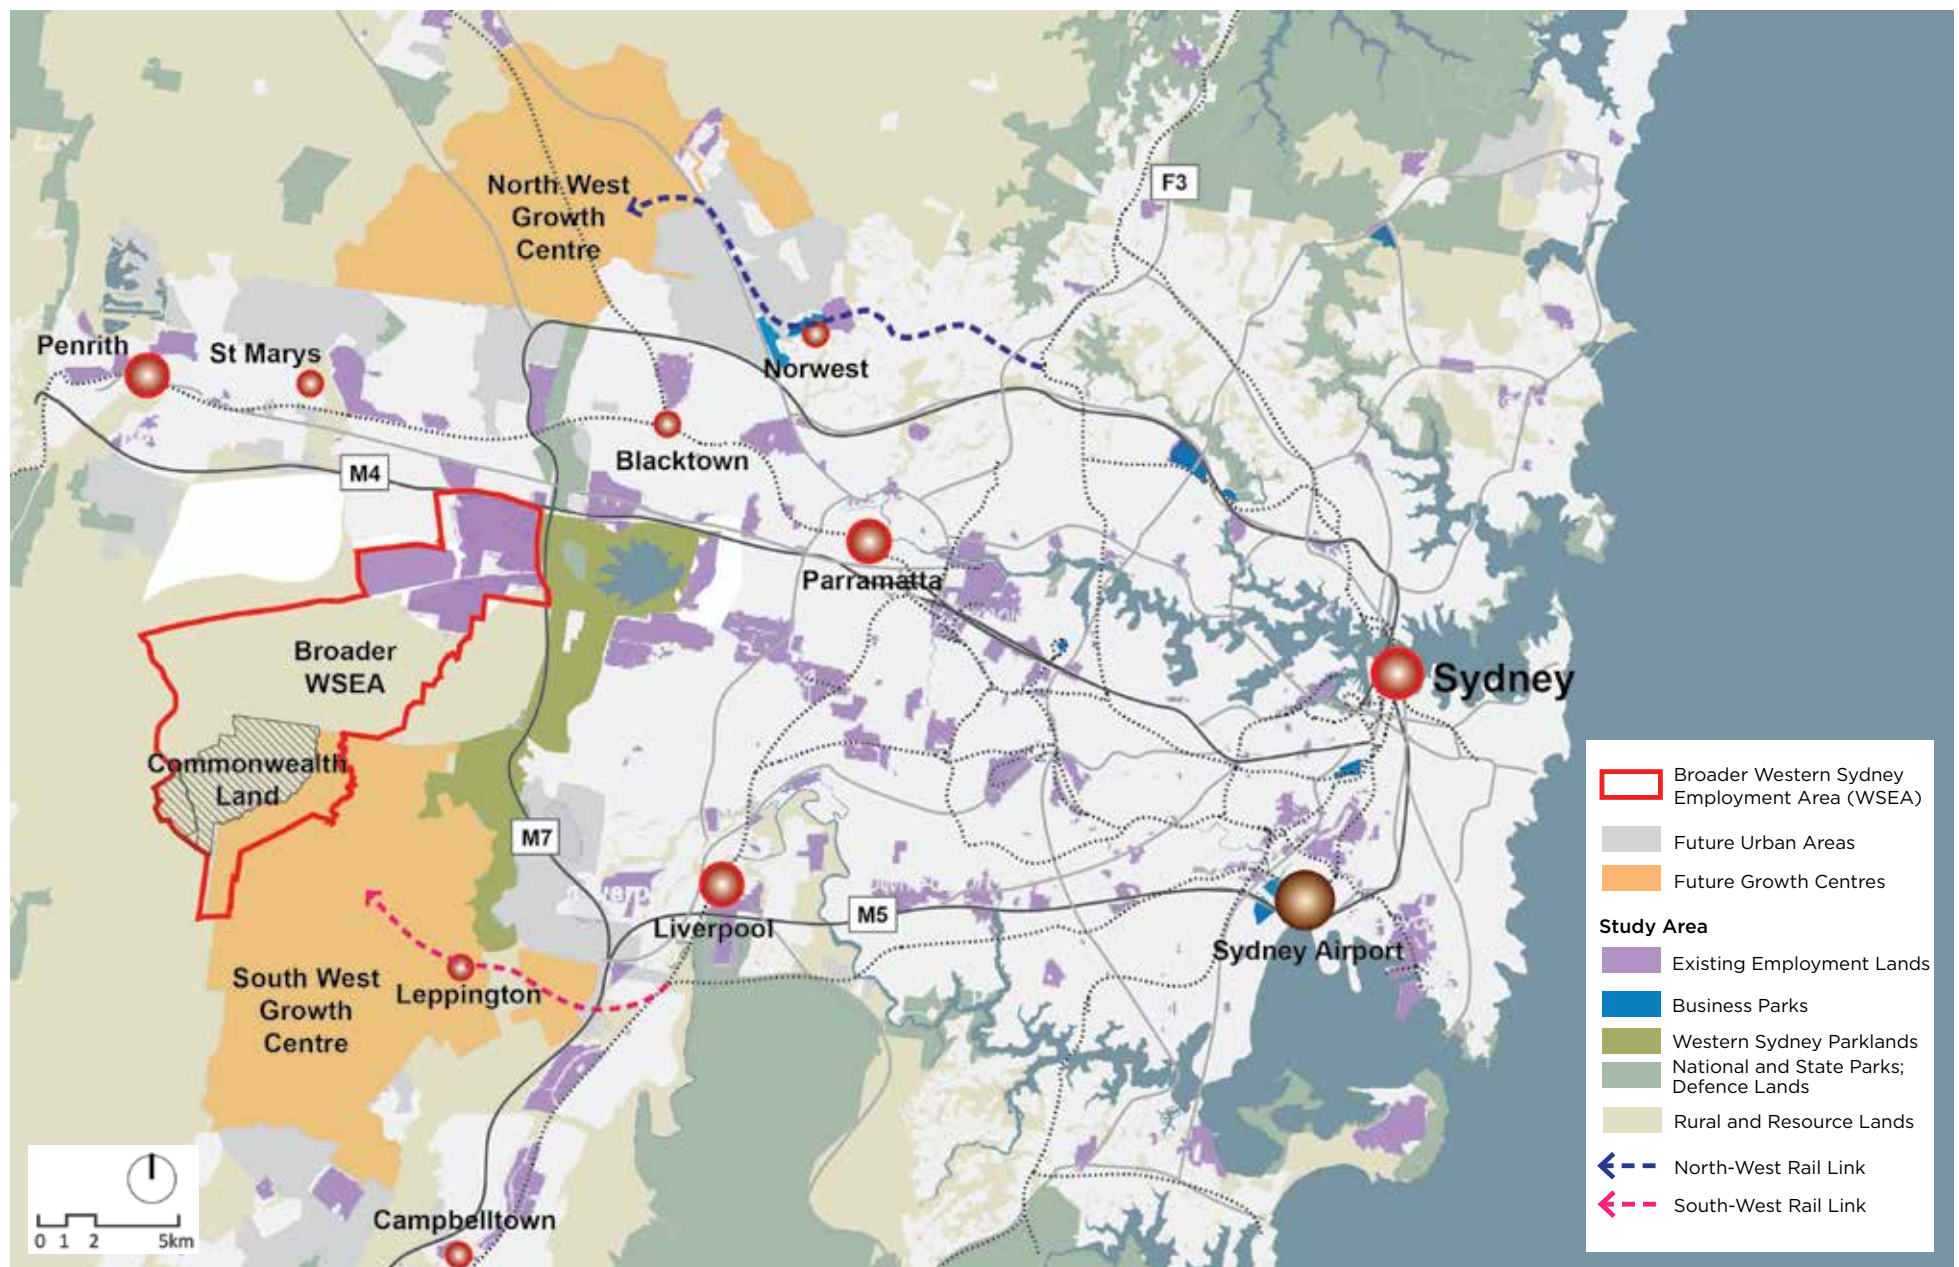 F3
North West
Growth
Centre
Penrith
St Marys
Norwest
Blacktown
M4
Parramatta
Broader
WSEA
Sydney
Commonwealth
Land
M7
Liverpool
M5
Sydney Airport
South West
Growth
Centre
Leppington
Campbelltown
0 1 2 5km
Broader Western Sydney
Employment Area (WSEA)
Future Urban Areas
Future Growth Centres
Study Area
Existing Employment Lands
Business Parks
Western Sydney Parklands
National and State Parks;
Defence Lands
Rural and Resource Lands
North-West Rail Link
South-West Rail Link